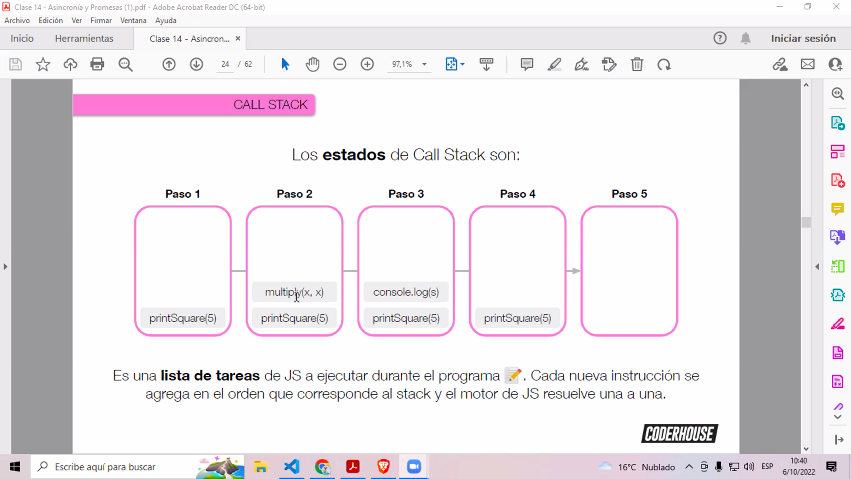 Clase 14 - Asincronía y Promesas (1).pdf - Adobe Acrobat Reader DC (64-bit)
Archivo Edición Ver Firmar Ventana Ayuda
Inicio Herramientas Clase 14 - Asincron... × Iniciar sesión
24 / 62 97,1%
CALL STACK
Los estados de Call Stack son:
Paso 1 Paso 2 Paso 3 Paso 4 Paso 5
multiply(x, x) console.log(s)
printSquare(5) printSquare(5) printSquare(5) printSquare(5)
Es una lista de tareas de JS a ejecutar durante el programa 📝. Cada nueva instrucción se
agrega en el orden que corresponde al stack y el motor de JS resuelve una a una.
CODERHOUSE
Escribe aquí para buscar 16°C Nublado ESP 10:40
6/10/2022